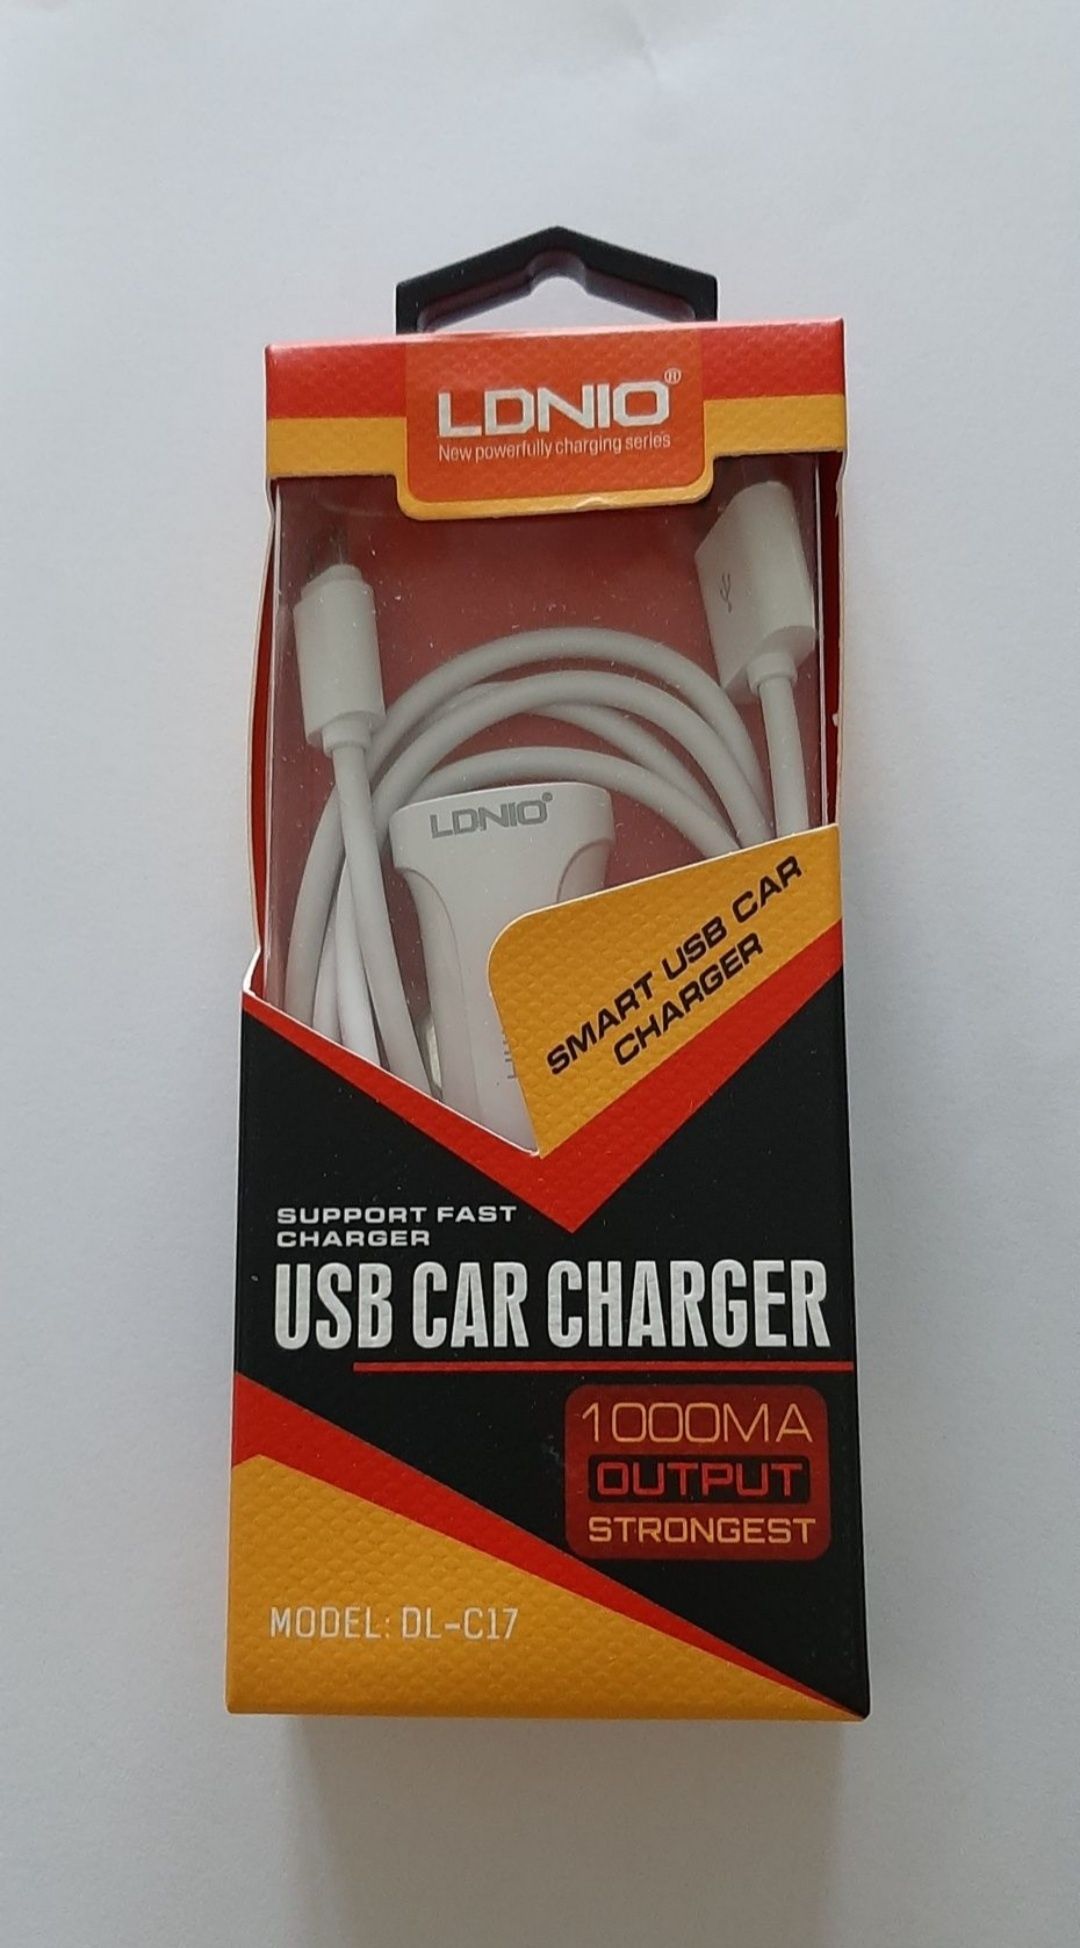 LDNIO®
New powerfully charging series
LDNIO®
SMART USB CAR
CHARGER
SUPPORT FAST
CHARGER
USB CAR CHARGER
1000MA
OUTPUT
STRONGEST
MODEL: DL-C17